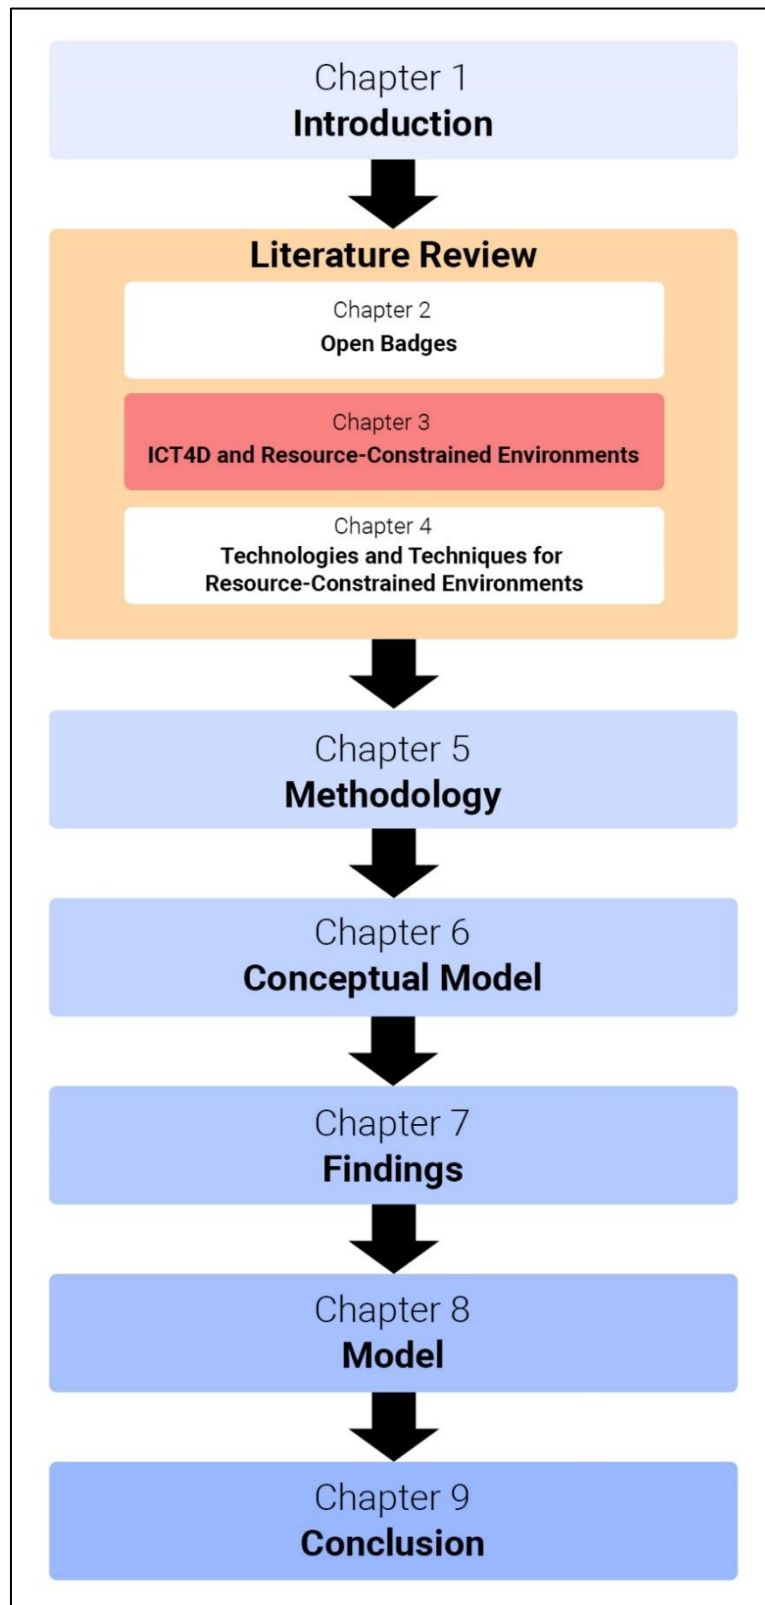 Chapter 1
Introduction
Literature Review
Chapter 2
Open Badges
Chapter 3
ICT4D and Resource-Constrained Environments
Chapter 4
Technologies and Techniques for
Resource-Constrained Environments
Chapter 5
Methodology
Chapter 6
Conceptual Model
Chapter 7
Findings
Chapter 8
Model
Chapter 9
Conclusion